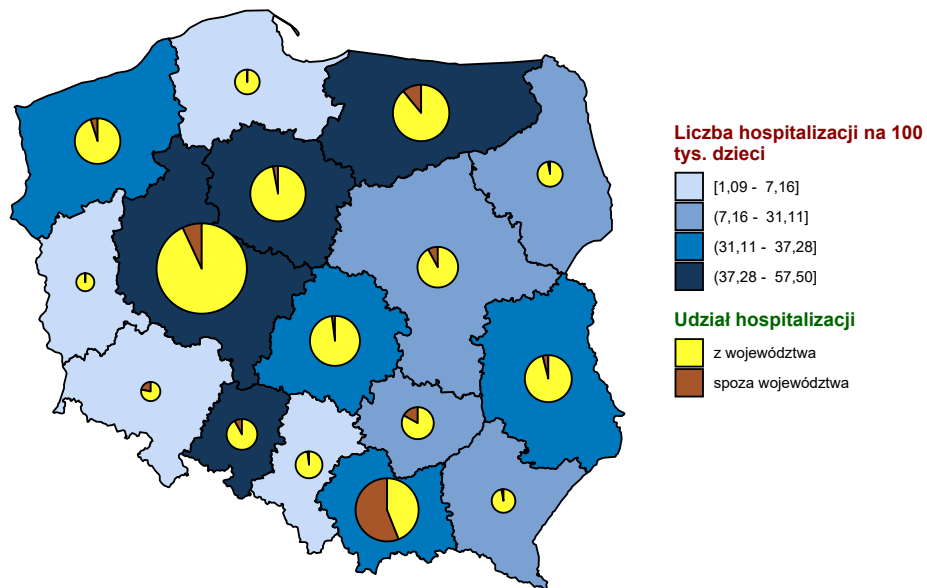 Liczba hospitalizacji na 100
tys. dzieci
[1,09 - 7,16]
(7,16 - 31,11]
(31,11 - 37,28]
(37,28 - 57,50]
Udział hospitalizacji
z województwa
spoza województwa